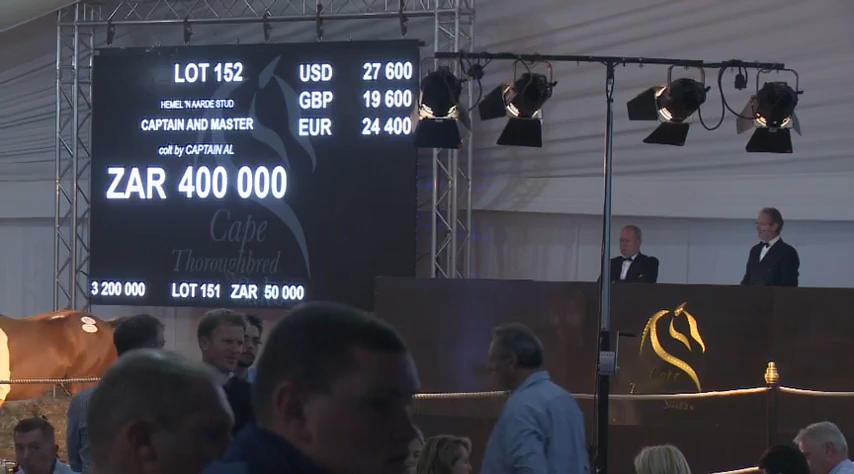 LOT 152 USD 27 600
HEMEL 'N AARDE STUD GBP 19 600
CAPTAIN AND MASTER EUR 24 400
colt by CAPTAIN AL
ZAR 400 000
Cape
Thoroughbred
3 200 000 LOT 151 ZAR 50 000
Cape